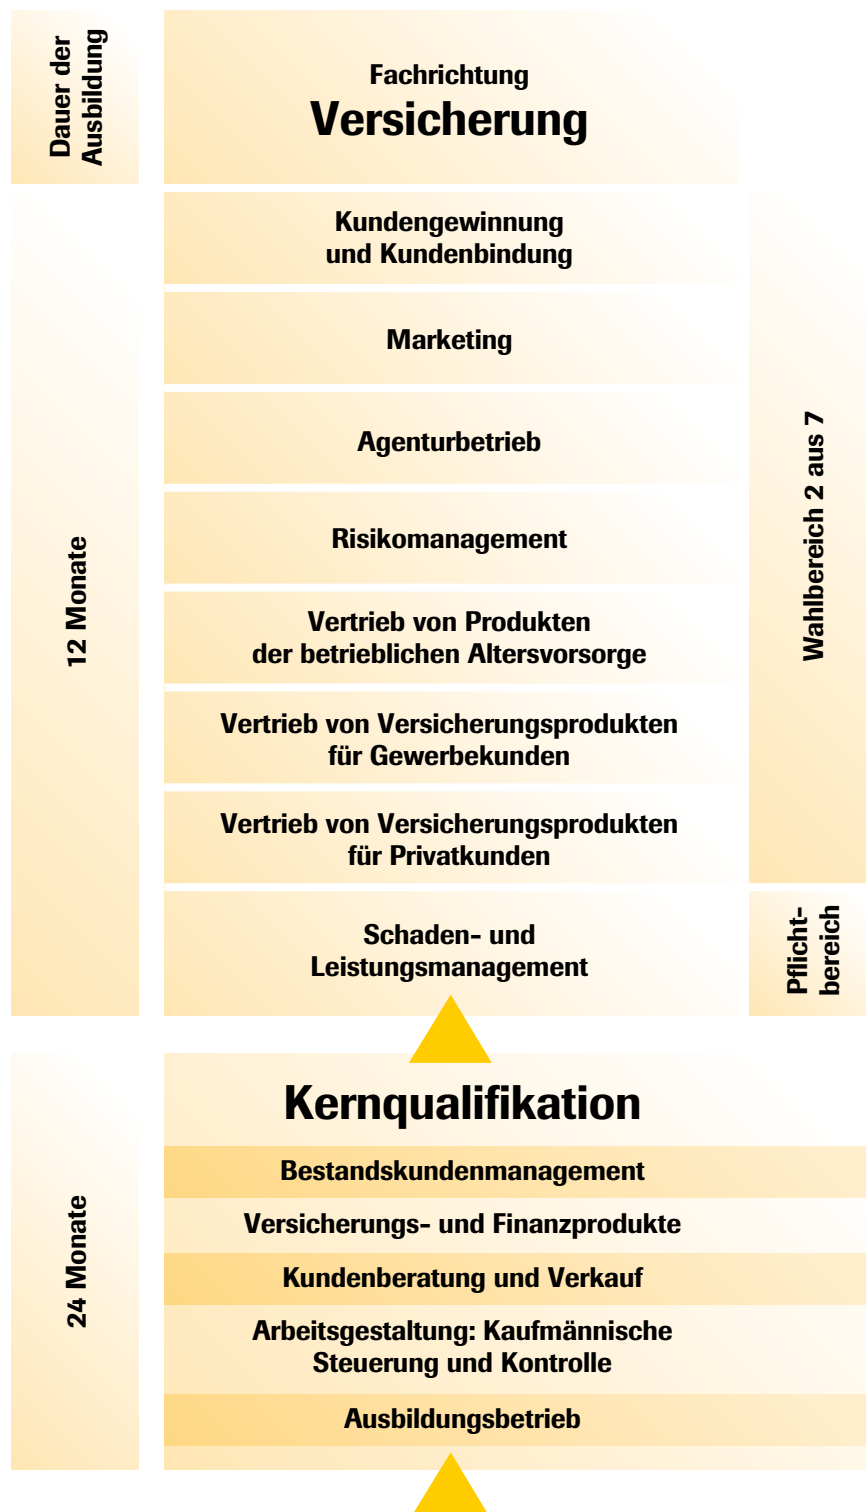 Dauer der
Ausbildung
Fachrichtung
Versicherung
12 Monate
Kundengewinnung
und Kundenbindung
Marketing
Agenturbetrieb
Risikomanagement
Vertrieb von Produkten
der betrieblichen Altersvorsorge
Vertrieb von Versicherungsprodukten
für Gewerbekunden
Vertrieb von Versicherungsprodukten
für Privatkunden
Wahlbereich 2 aus 7
Schaden- und
Leistungsmanagement
Pflicht-
bereich
24 Monate
Kernqualifikation
Bestandskundenmanagement
Versicherungs- und Finanzprodukte
Kundenberatung und Verkauf
Arbeitsgestaltung: Kaufmännische
Steuerung und Kontrolle
Ausbildungsbetrieb